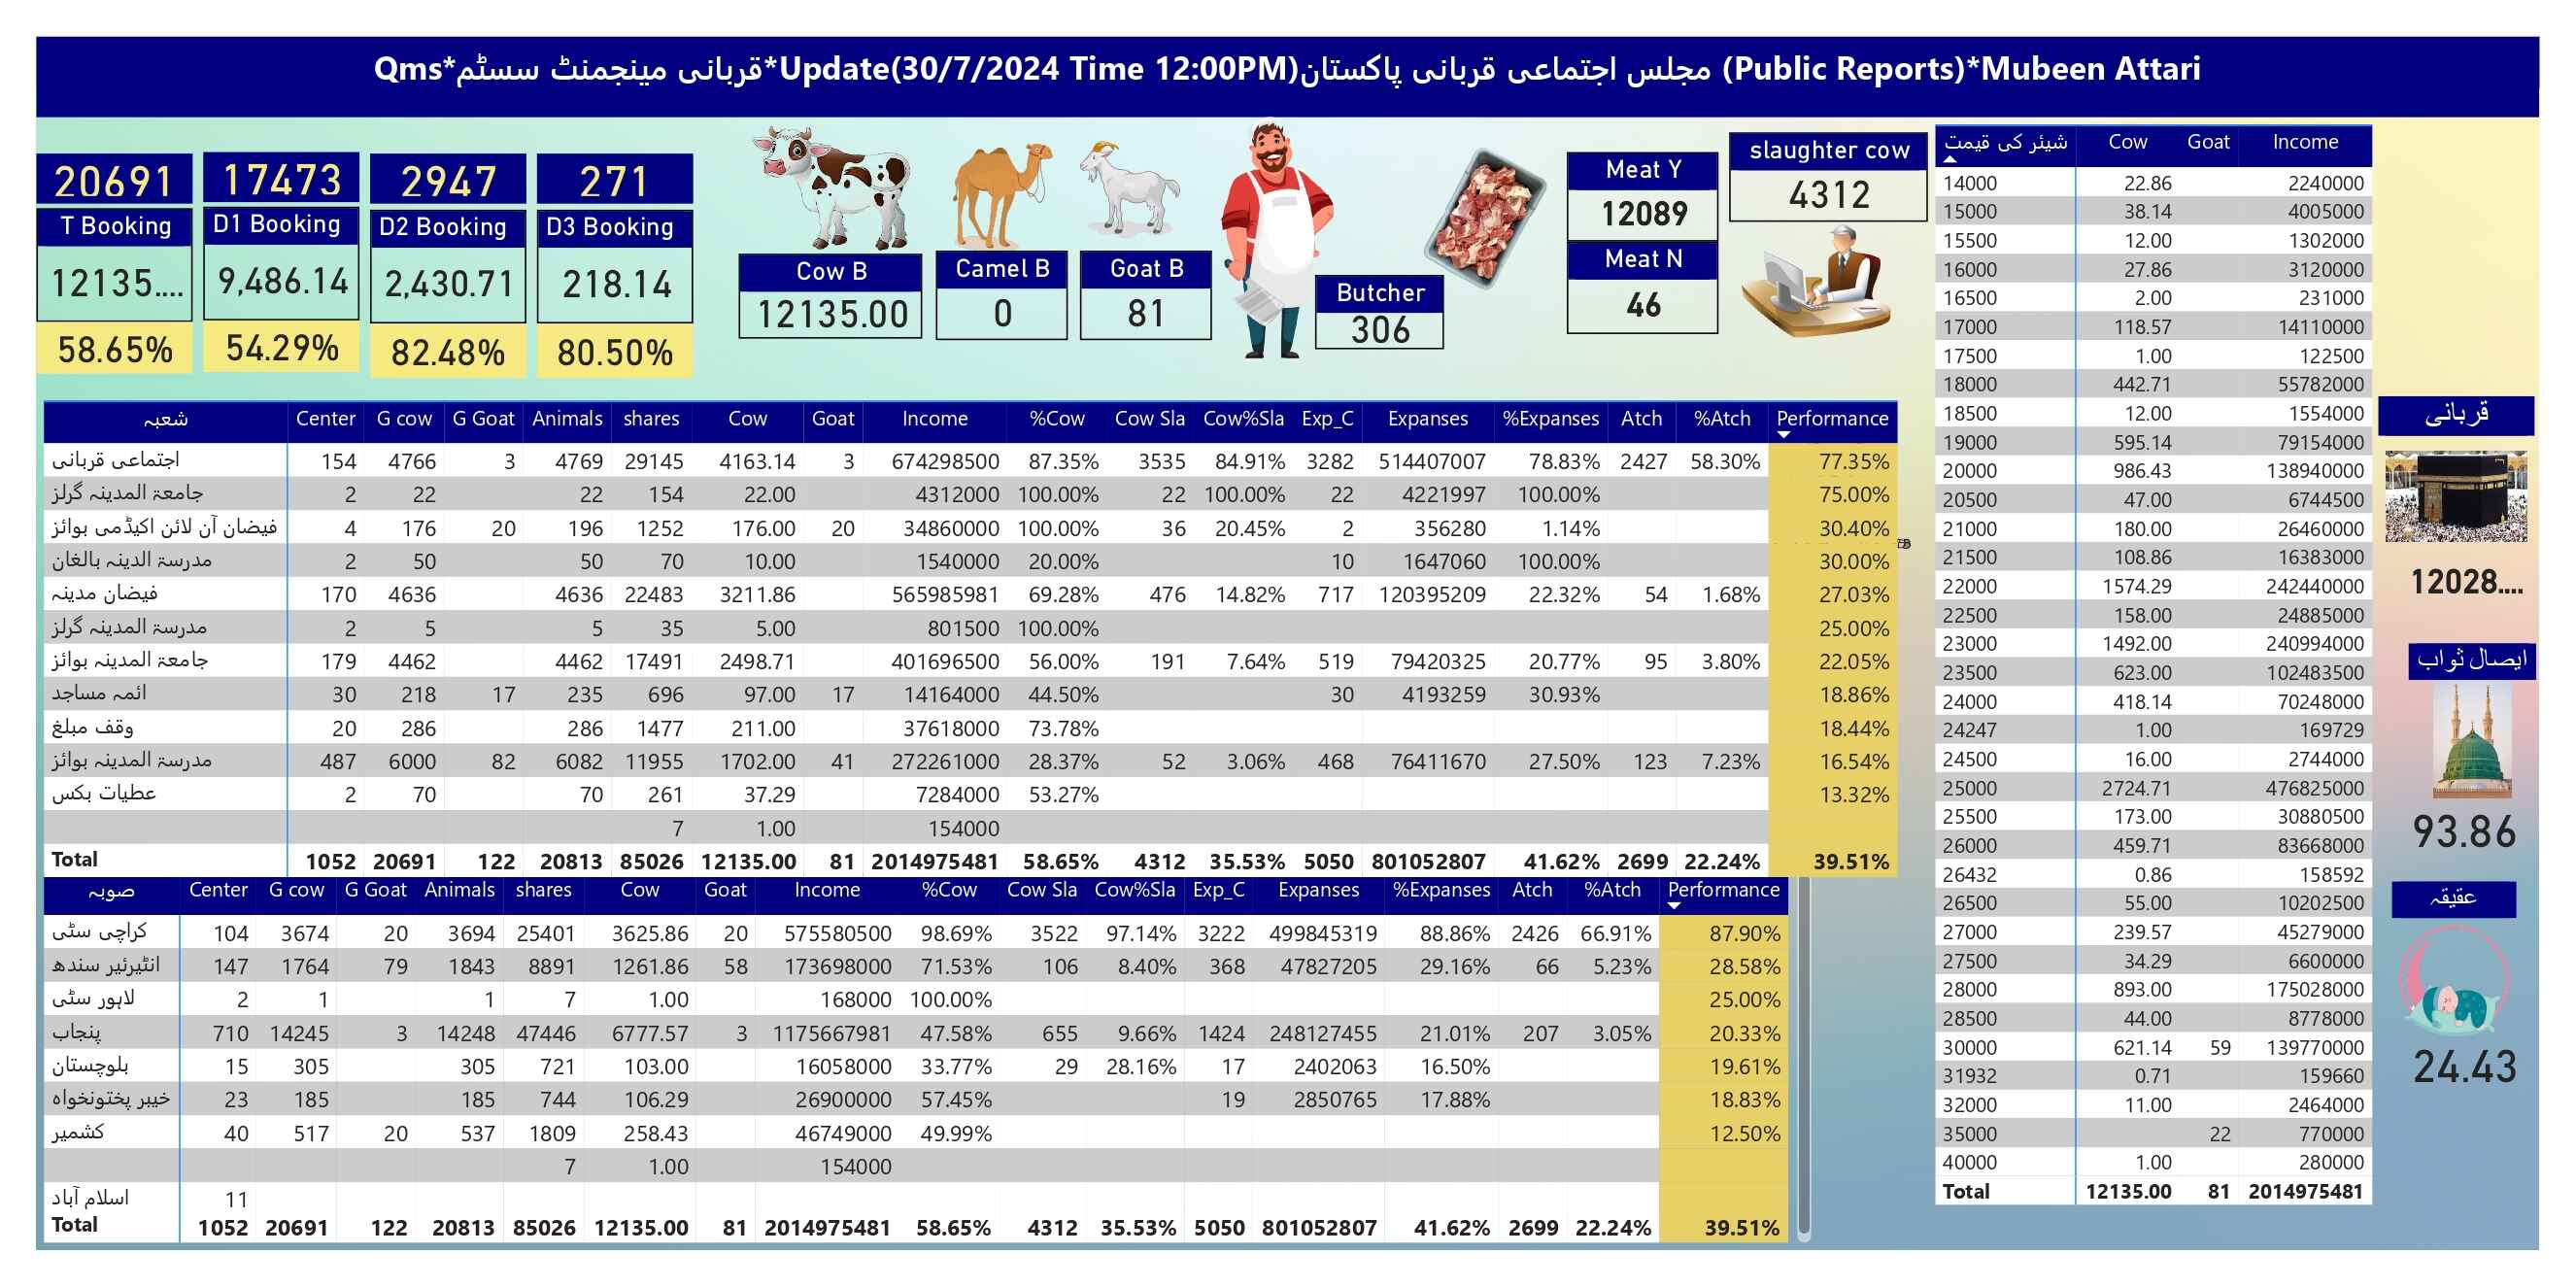 Qms*قربانی مینجمنٹ سسٹم*Update(30/7/2024 Time 12:00PM)مجلس اجتماعی قربانی پاکستان (Public Reports)*Mubeen Attari
20691 17473 2947 271
T Booking D1 Booking D2 Booking D3 Booking
12135.... 9,486.14 2,430.71 218.14
58.65% 54.29% 82.48% 80.50%
Cow B Camel B Goat B
12135.00 0 81
Butcher
306
Meat Y
12089
Meat N
46
slaughter cow
4312
شعبہ Center G cow G Goat Animals shares Cow Goat Income %Cow Cow Sla Cow%Sla Exp_C Expanses %Expanses Atch %Atch Performance
اجتماعی قربانی 154 4766 3 4769 29145 4163.14 3 674298500 87.35% 3535 84.91% 3282 514407007 78.83% 2427 58.30% 77.35%
جامعۃ المدینہ گرلز 2 22 22 154 22.00 4312000 100.00% 22 100.00% 22 4221997 100.00% 75.00%
فیضان آن لائن اکیڈمی بوائز 4 176 20 196 1252 176.00 20 34860000 100.00% 36 20.45% 2 356280 1.14% 30.40%
مدرسۃ الدینہ بالغان 2 50 50 70 10.00 1540000 20.00% 10 1647060 100.00% 30.00%
فیضان مدینہ 170 4636 4636 22483 3211.86 565985981 69.28% 476 14.82% 717 120395209 22.32% 54 1.68% 27.03%
مدرسۃ المدینہ گرلز 2 5 5 35 5.00 801500 100.00% 25.00%
جامعۃ المدینہ بوائز 179 4462 4462 17491 2498.71 401696500 56.00% 191 7.64% 519 79420325 20.77% 95 3.80% 22.05%
ائمہ مساجد 30 218 17 235 696 97.00 17 14164000 44.50% 30 4193259 30.93% 18.86%
وقف مبلغ 20 286 286 1477 211.00 37618000 73.78% 18.44%
مدرسۃ المدینہ بوائز 487 6000 82 6082 11955 1702.00 41 272261000 28.37% 52 3.06% 468 76411670 27.50% 123 7.23% 16.54%
عطیات بکس 2 70 70 261 37.29 7284000 53.27% 13.32%
7 1.00 154000
Total 1052 20691 122 20813 85026 12135.00 81 2014975481 58.65% 4312 35.53% 5050 801052807 41.62% 2699 22.24% 39.51%
صوبہ Center G cow G Goat Animals shares Cow Goat Income %Cow Cow Sla Cow%Sla Exp_C Expanses %Expanses Atch %Atch Performance
کراچی سٹی 104 3674 20 3694 25401 3625.86 20 575580500 98.69% 3522 97.14% 3222 499845319 88.86% 2426 66.91% 87.90%
انٹیرئیر سندھ 147 1764 79 1843 8891 1261.86 58 173698000 71.53% 106 8.40% 368 47827205 29.16% 66 5.23% 28.58%
لاہور سٹی 2 1 1 7 1.00 168000 100.00% 25.00%
پنجاب 710 14245 3 14248 47446 6777.57 3 1175667981 47.58% 655 9.66% 1424 248127455 21.01% 207 3.05% 20.33%
بلوچستان 15 305 305 721 103.00 16058000 33.77% 29 28.16% 17 2402063 16.50% 19.61%
خیبر پختونخواہ 23 185 185 744 106.29 26900000 57.45% 19 2850765 17.88% 18.83%
کشمیر 40 517 20 537 1809 258.43 46749000 49.99% 12.50%
7 1.00 154000
اسلام آباد 11
Total 1052 20691 122 20813 85026 12135.00 81 2014975481 58.65% 4312 35.53% 5050 801052807 41.62% 2699 22.24% 39.51%
شیئر کی قیمت Cow Goat Income
14000 22.86 2240000
15000 38.14 4005000
15500 12.00 1302000
16000 27.86 3120000
16500 2.00 231000
17000 118.57 14110000
17500 1.00 122500
18000 442.71 55782000
18500 12.00 1554000
19000 595.14 79154000
20000 986.43 138940000
20500 47.00 6744500
21000 180.00 26460000
21500 108.86 16383000
22000 1574.29 242440000
22500 158.00 24885000
23000 1492.00 240994000
23500 623.00 102483500
24000 418.14 70248000
24247 1.00 169729
24500 16.00 2744000
25000 2724.71 476825000
25500 173.00 30880500
26000 459.71 83668000
26432 0.86 158592
26500 55.00 10202500
27000 239.57 45279000
27500 34.29 6600000
28000 893.00 175028000
28500 44.00 8778000
30000 621.14 59 139770000
31932 0.71 159660
32000 11.00 2464000
35000 22 770000
40000 1.00 280000
Total 12135.00 81 2014975481
قربانی
12028....
ایصال ثواب
93.86
عقیقہ
24.43